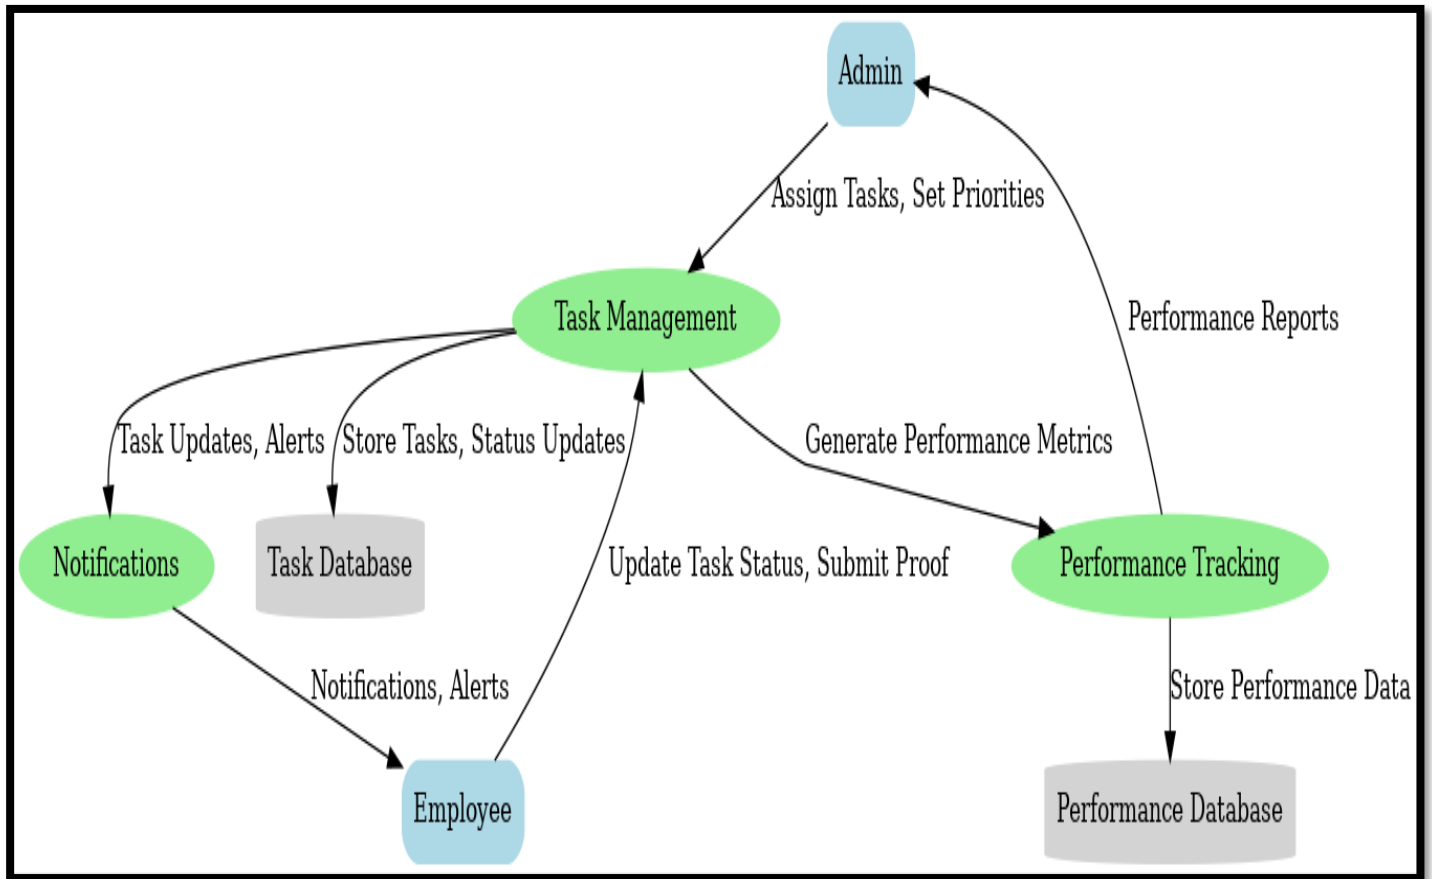 Admin
Assign Tasks, Set Priorities
Task Management
Performance Reports
Task Updates, Alerts
Store Tasks, Status Updates
Generate Performance Metrics
Notifications
Task Database
Update Task Status, Submit Proof
Performance Tracking
Notifications, Alerts
Store Performance Data
Employee
Performance Database